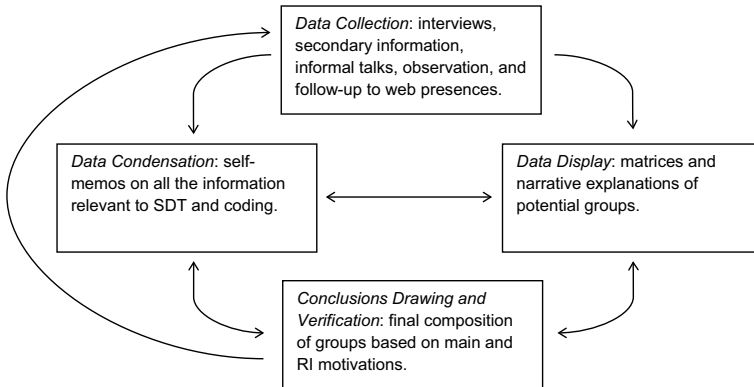 Data Collection: interviews,
secondary information,
informal talks, observation, and
follow-up to web presences.
Data Condensation: self-
memos on all the information
relevant to SDT and coding.
Data Display: matrices and
narrative explanations of
potential groups.
Conclusions Drawing and
Verification: final composition
of groups based on main and
RI motivations.